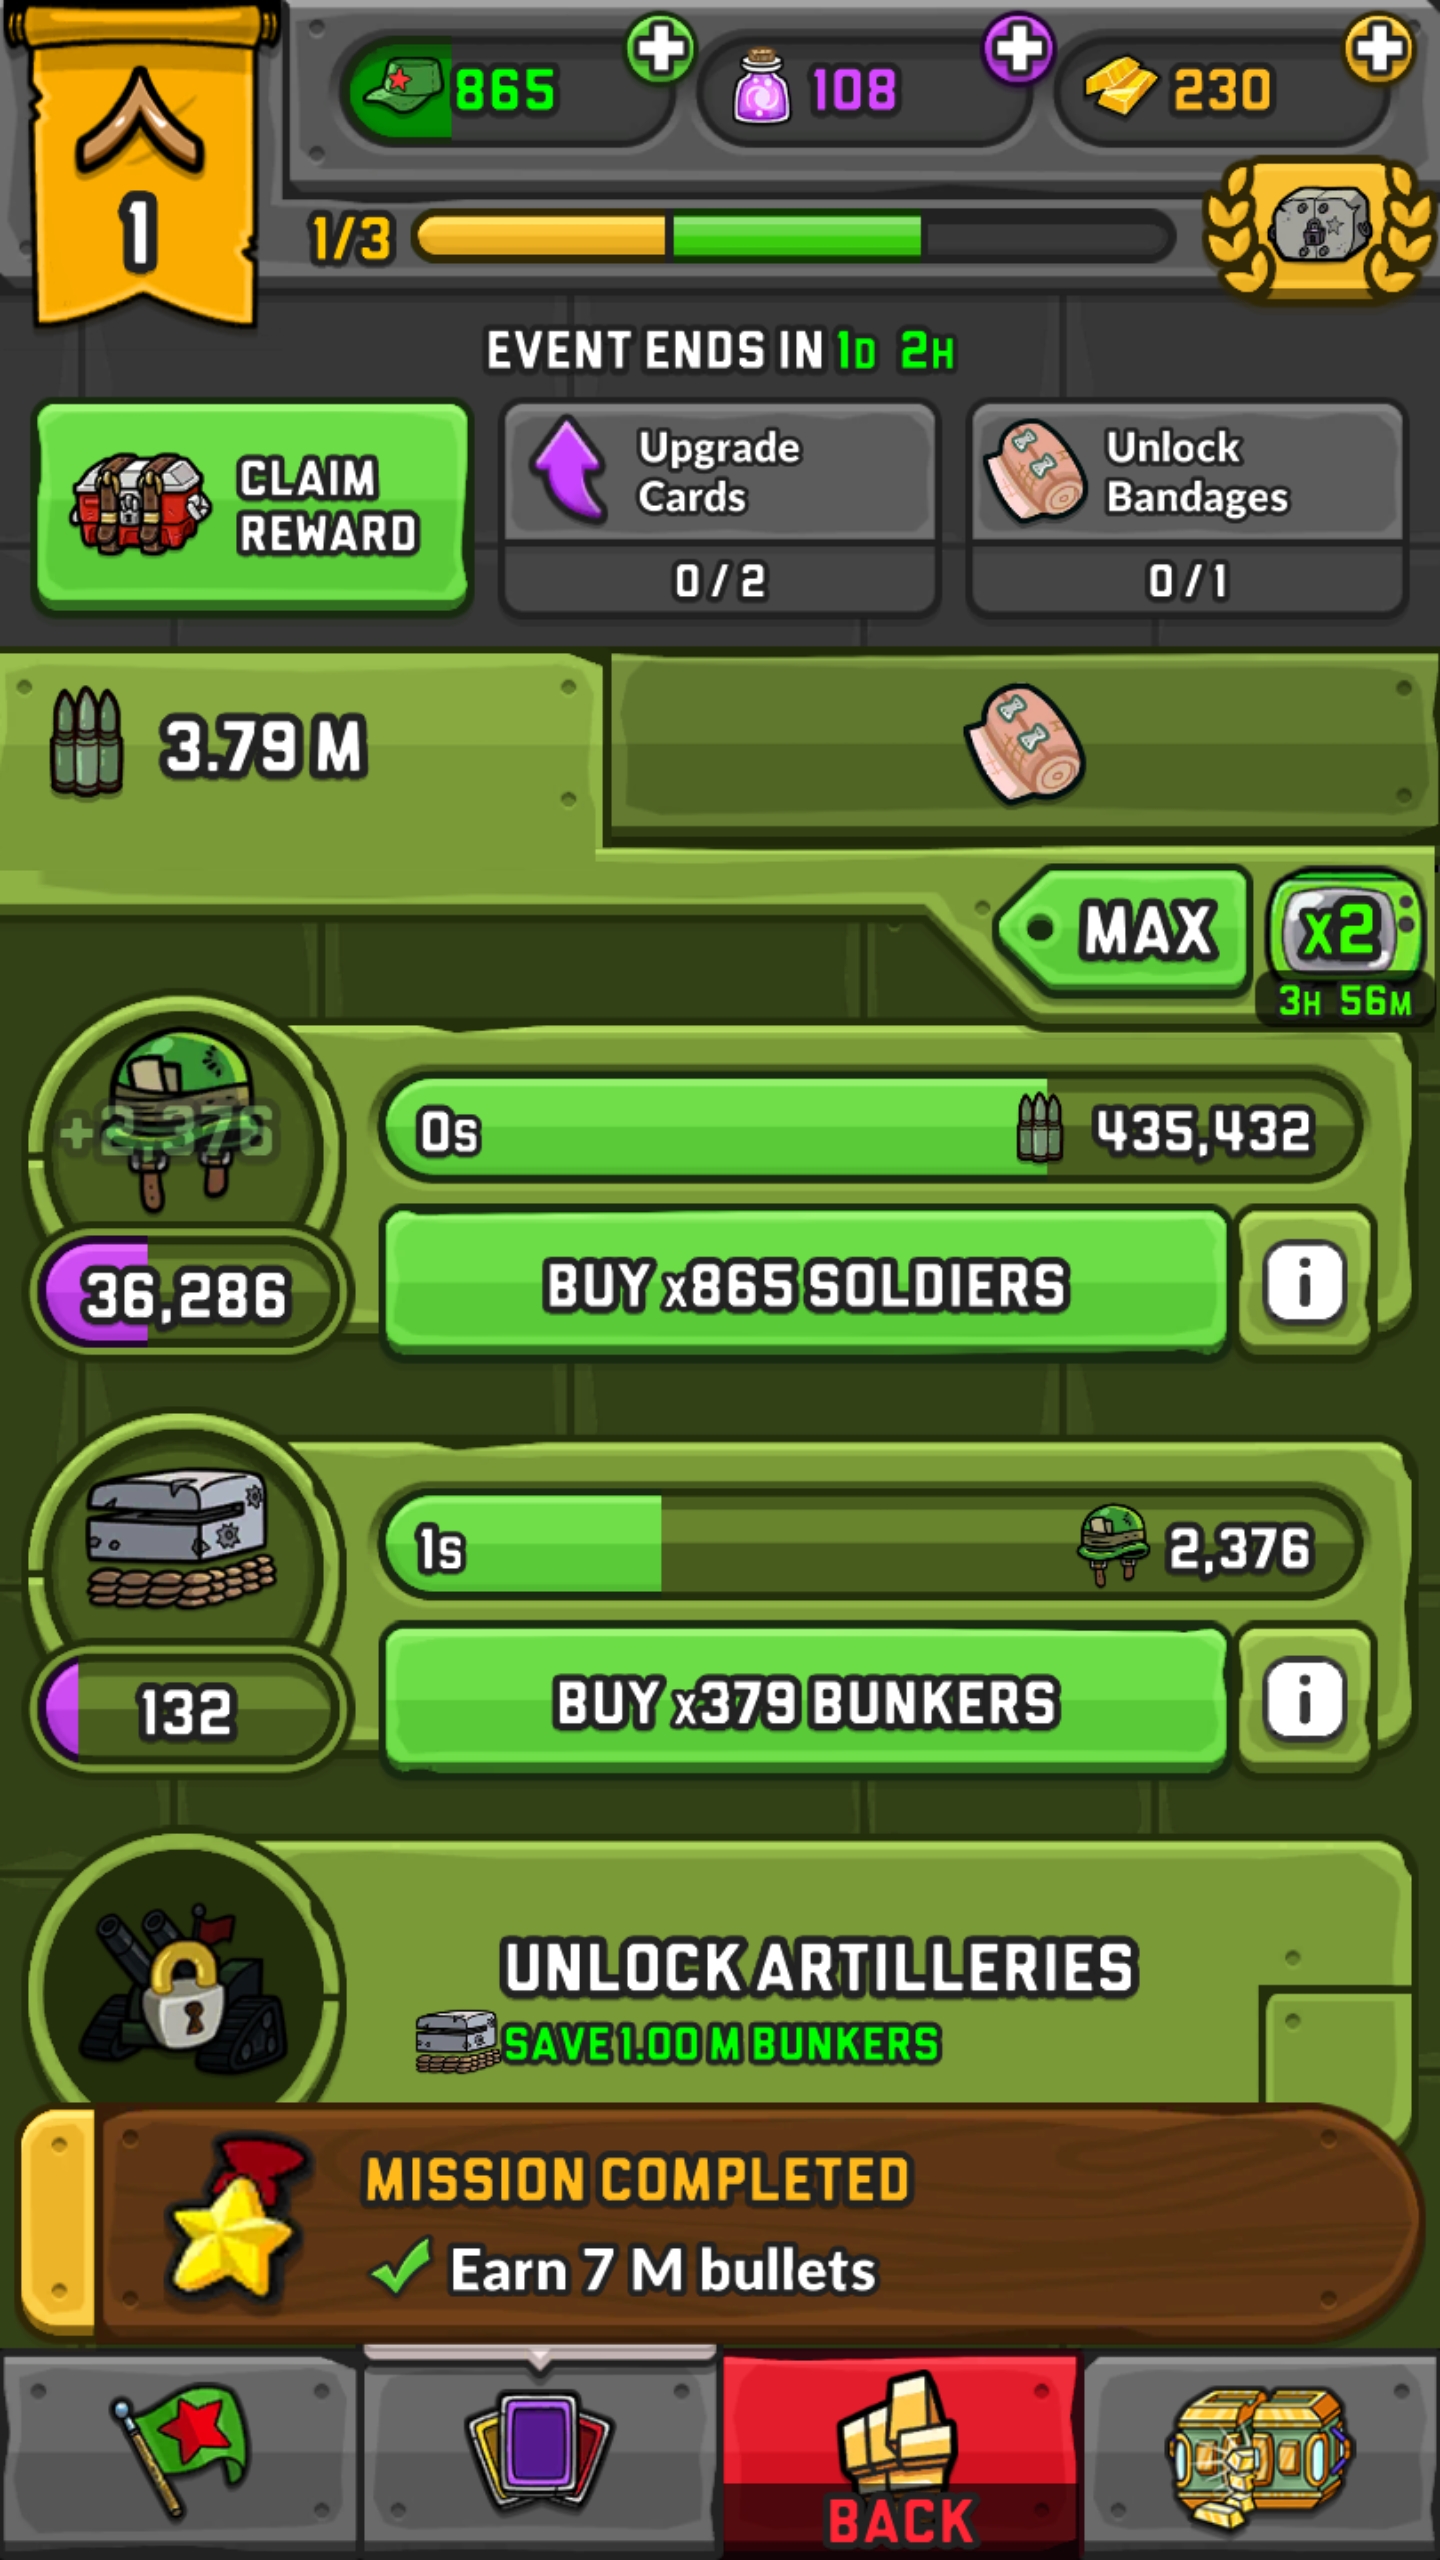 865
108
230
1
1/3
EVENT ENDS IN 1D 2H
CLAIM
REWARD
Upgrade
Cards
0/2
Unlock
Bandages
0/1
3.79 M
MAX
x2
3H 56M
+2,376
0s
435,432
36,286
BUY x865 SOLDIERS
i
1s
2,376
132
BUY x379 BUNKERS
i
UNLOCK ARTILLERIES
SAVE 1.00 M BUNKERS
MISSION COMPLETED
Earn 7 M bullets
BACK